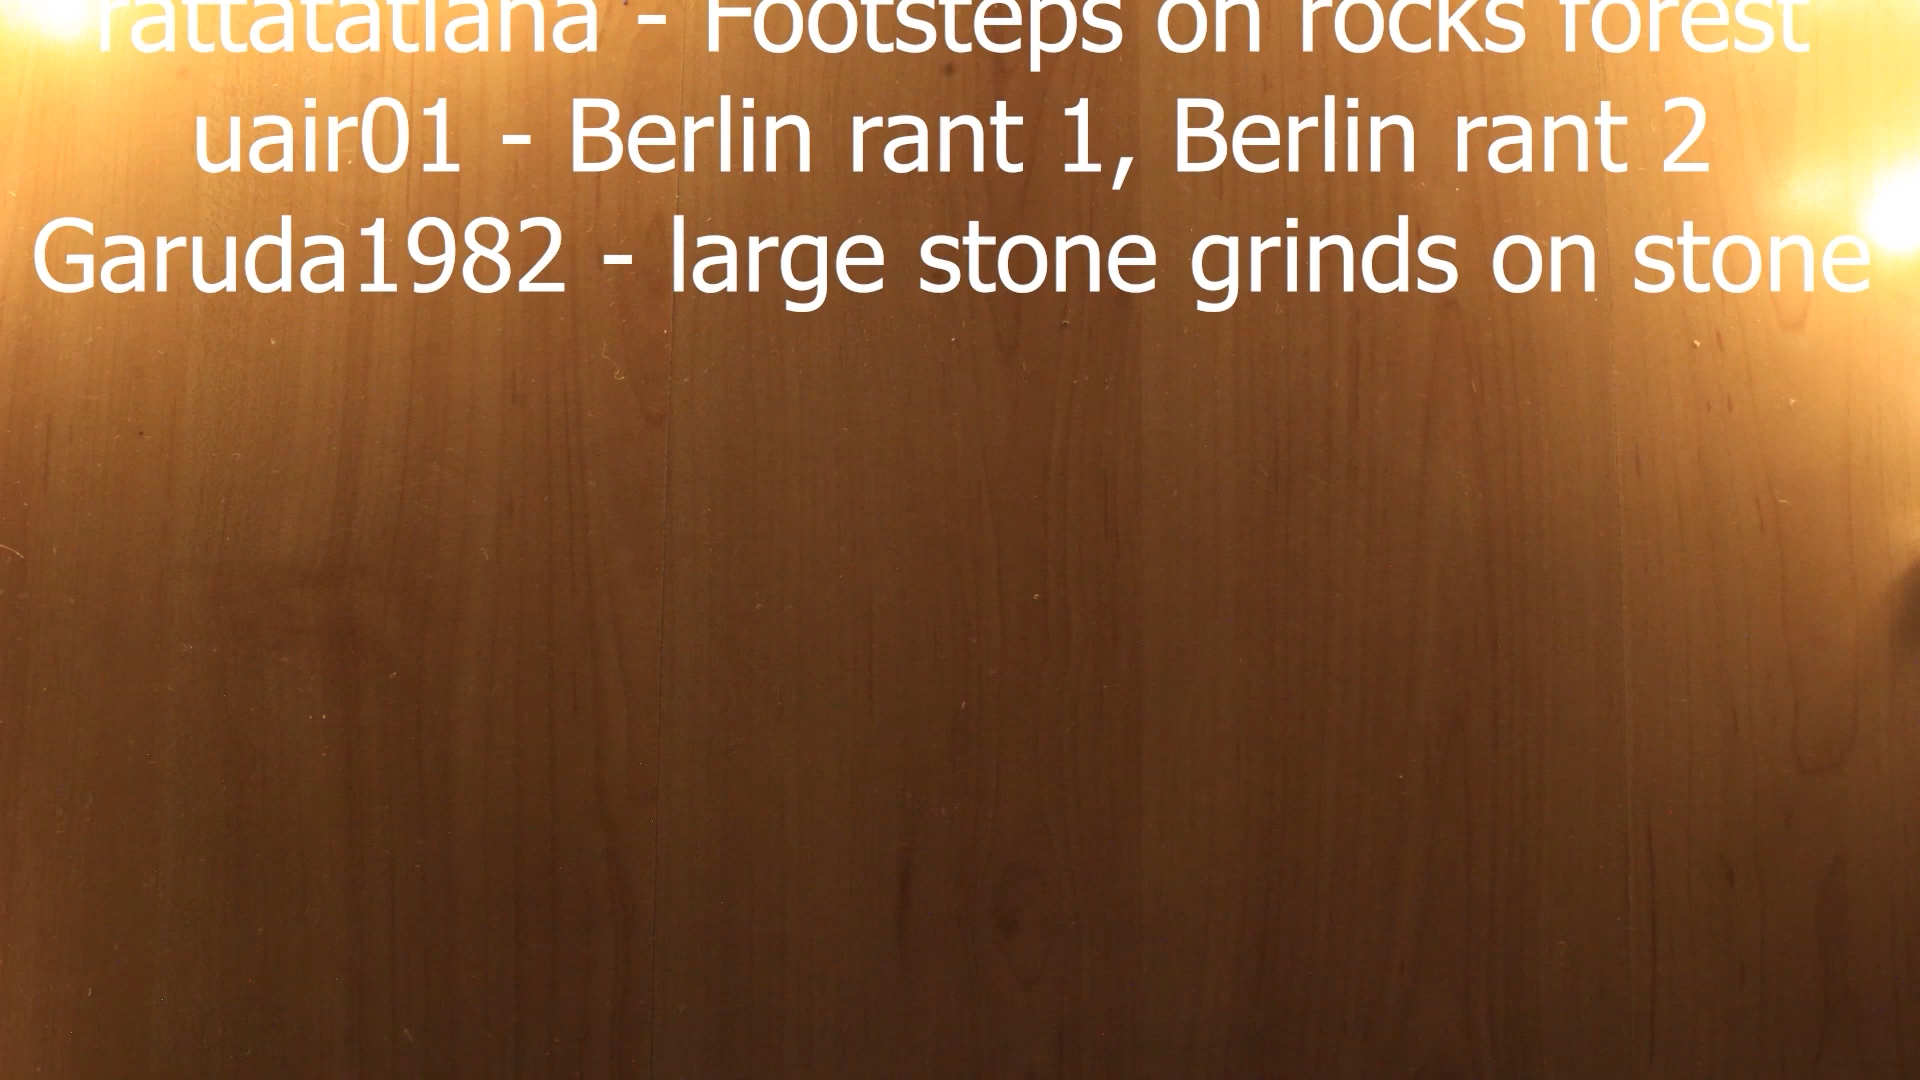 rattatatiana - Footsteps on rocks forest
uair01 - Berlin rant 1, Berlin rant 2
Garuda1982 - large stone grinds on stone